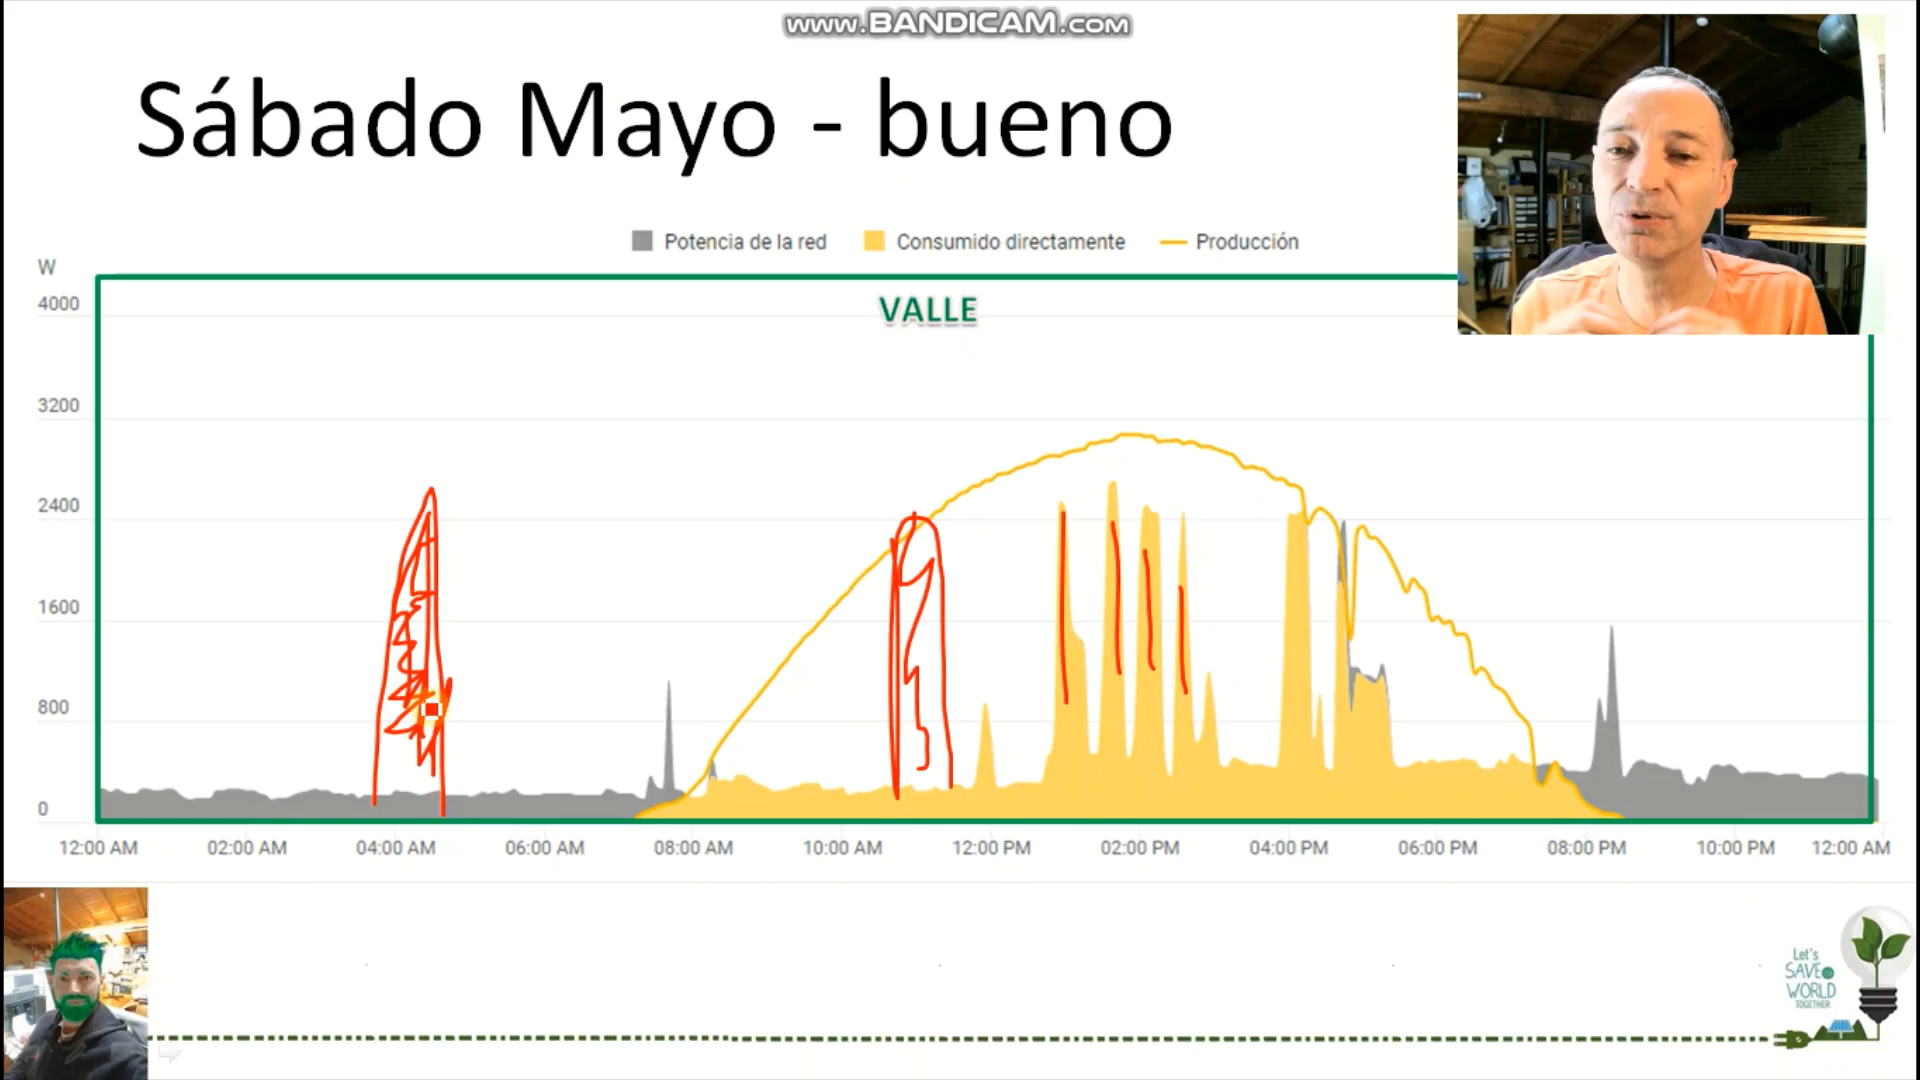 www.BANDICAM.com
Sábado Mayo - bueno
Potencia de la red Consumido directamente Producción
W
VALLE
4000
3200
2400
1600
800
0
12:00 AM 02:00 AM 04:00 AM 06:00 AM 08:00 AM 10:00 AM 12:00 PM 02:00 PM 04:00 PM 06:00 PM 08:00 PM 10:00 PM 12:00 AM
Let's
SAVE
WORLD
TOGETHER